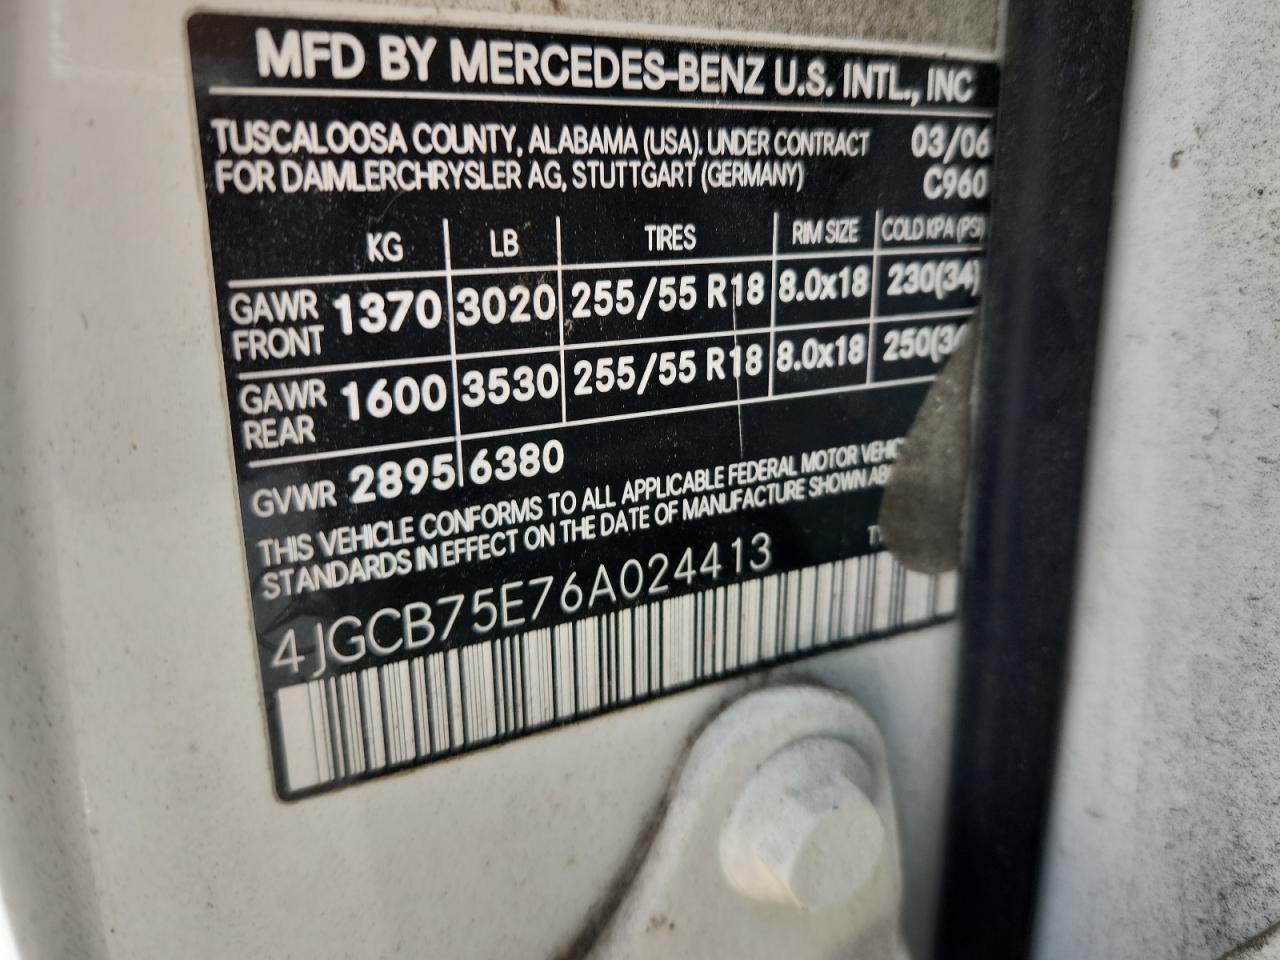 MFD BY MERCEDES-BENZ U.S. INTL., INC
TUSCALOOSA COUNTY, ALABAMA (USA), UNDER CONTRACT 03/06
FOR DAIMLERCHRYSLER AG, STUTTGART (GERMANY) C960
KG LB TIRES RIM SIZE COLD KPA (PSI)
GAWR FRONT 1370 3020 255/55 R18 8.0x18 230(34)
GAWR REAR 1600 3530 255/55 R18 8.0x18 250(3
GVWR 2895 6380
THIS VEHICLE CONFORMS TO ALL APPLICABLE FEDERAL MOTOR
STANDARDS IN EFFECT ON THE DATE OF MANUFACTURE SHOWN
4JGCB75E76A024413